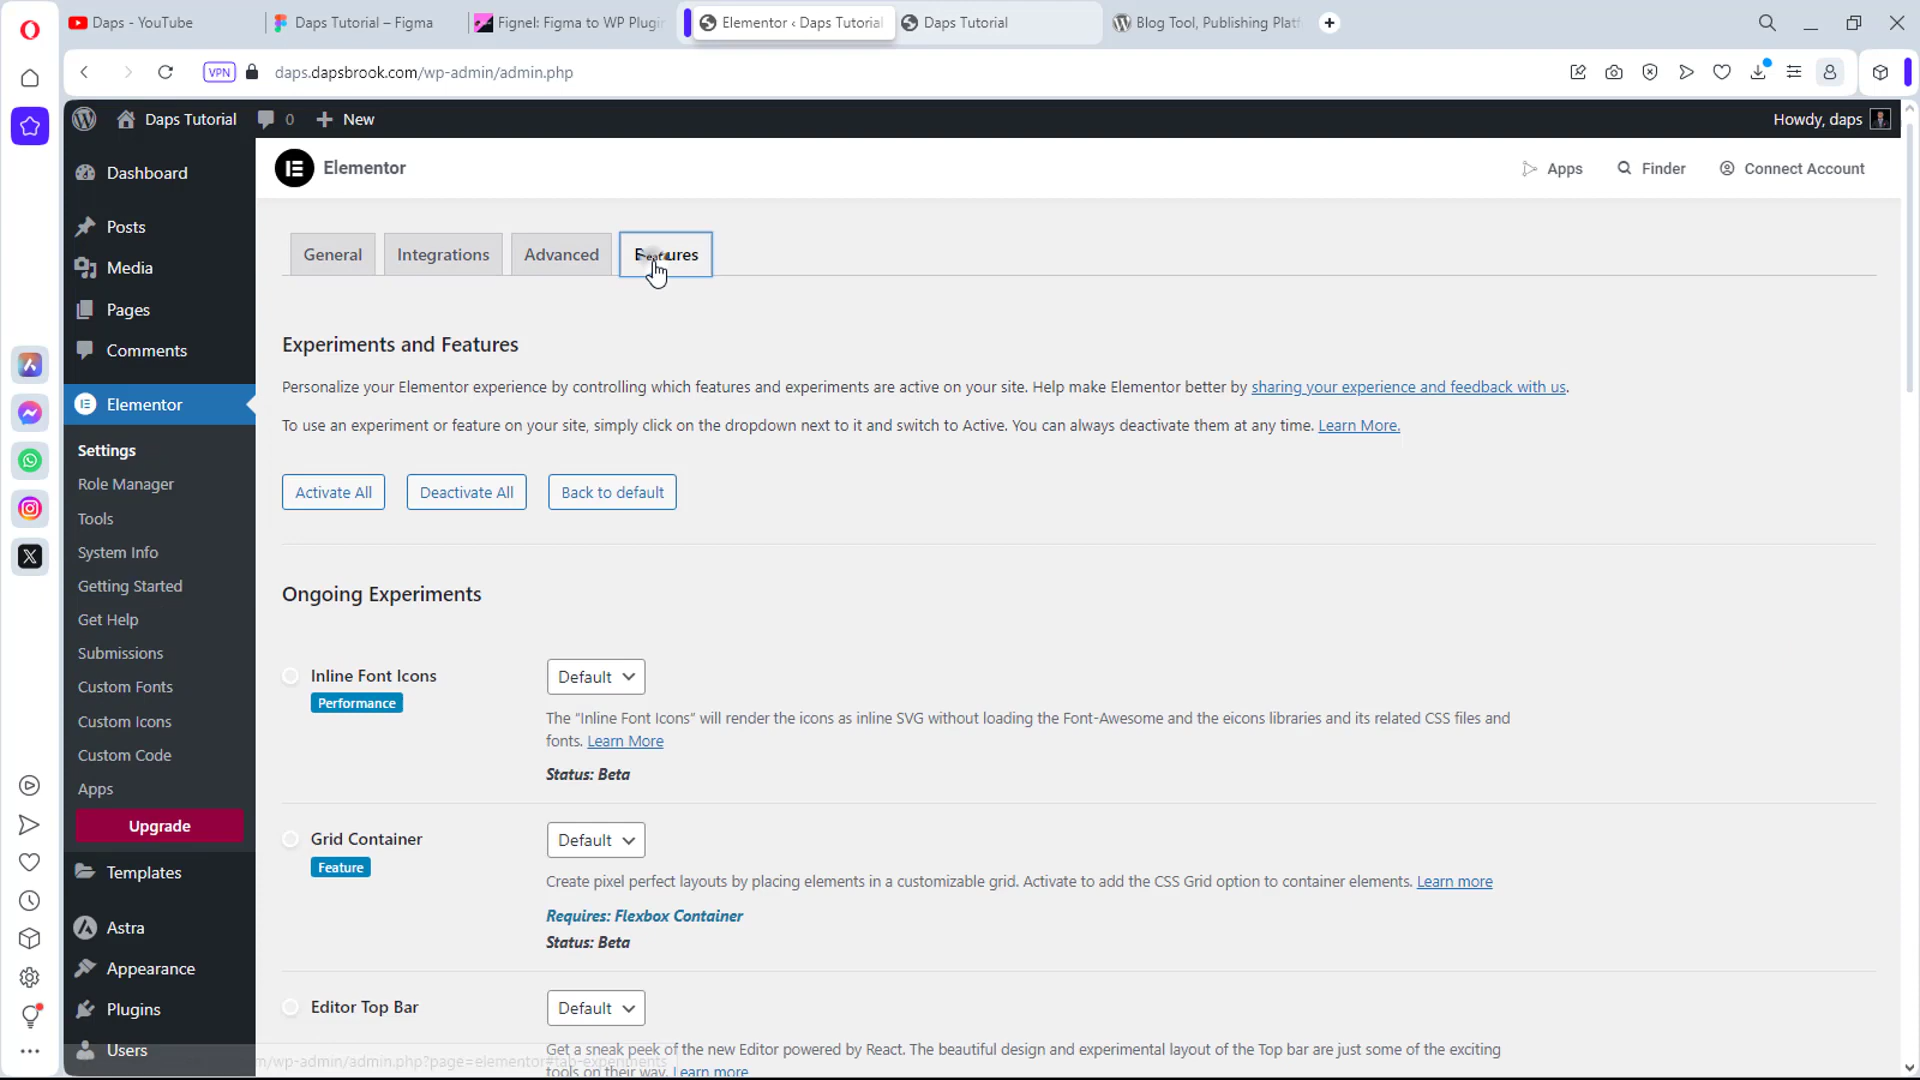 Daps - YouTube
Daps Tutorial – Figma
Fignel: Figma to WP Plugin
Elementor ‹ Daps Tutorial
Daps Tutorial
Blog Tool, Publishing Platf
VPN
daps.dapsbrook.com/wp-admin/admin.php
Daps Tutorial
0
New
Howdy, daps
Elementor
Apps
Finder
Connect Account
Dashboard
Posts
Media
Pages
Comments
Elementor
Settings
Role Manager
Tools
System Info
Getting Started
Get Help
Submissions
Custom Fonts
Custom Icons
Custom Code
Apps
Upgrade
Templates
Astra
Appearance
Plugins
Users
General
Integrations
Advanced
Features
Experiments and Features
Personalize your Elementor experience by controlling which features and experiments are active on your site. Help make Elementor better by sharing your experience and feedback with us.
To use an experiment or feature on your site, simply click on the dropdown next to it and switch to Active. You can always deactivate them at any time. Learn More.
Activate All
Deactivate All
Back to default
Ongoing Experiments
Inline Font Icons
Performance
Default
The “Inline Font Icons” will render the icons as inline SVG without loading the Font-Awesome and the eicons libraries and its related CSS files and
fonts. Learn More
Status: Beta
Grid Container
Feature
Default
Create pixel perfect layouts by placing elements in a customizable grid. Activate to add the CSS Grid option to container elements. Learn more
Requires: Flexbox Container
Status: Beta
Editor Top Bar
Default
Get a sneak peek of the new Editor powered by React. The beautiful design and experimental layout of the Top bar are just some of the exciting
tools on their way. Learn more
m/wp-admin/admin.php?page=elementor#tab-experiments